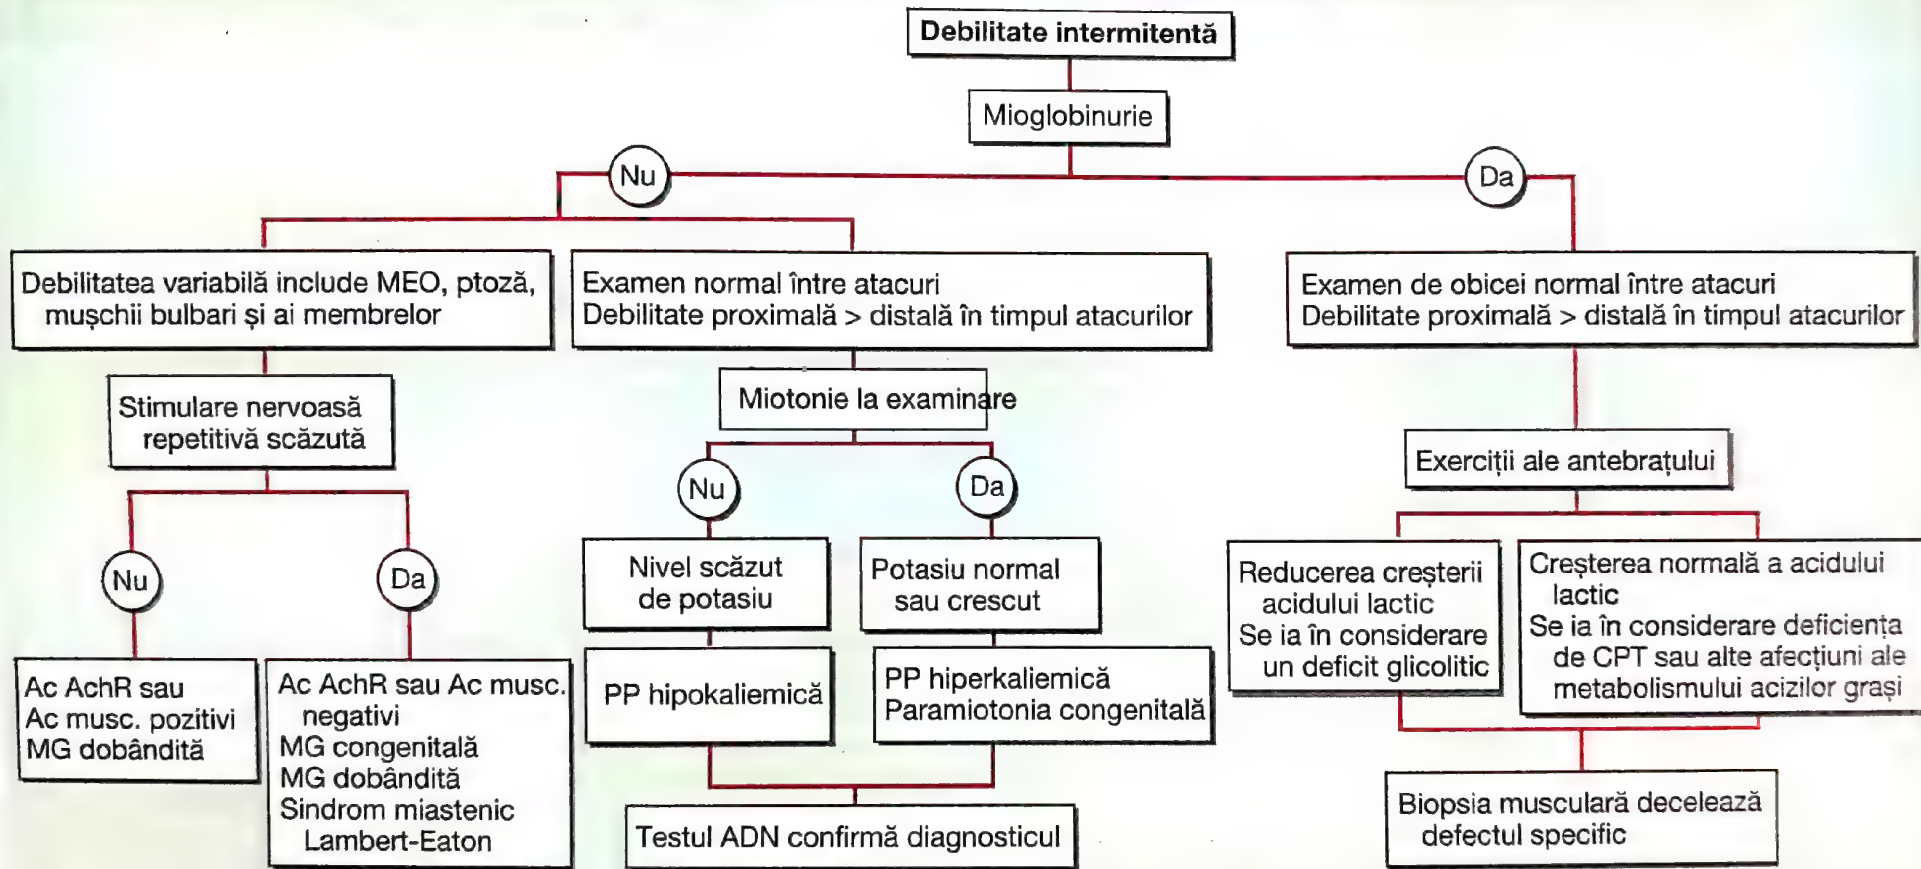 Debilitate intermitentă
Mioglobinurie
Nu
Da
Debilitatea variabilă include MEO, ptoză,
mușchii bulbari și ai membrelor
Examen normal între atacuri
Debilitate proximală > distală în timpul atacurilor
Examen de obicei normal între atacuri
Debilitate proximală > distală în timpul atacurilor
Stimulare nervoasă
repetitivă scăzută
Miotonie la examinare
Exerciții ale antebrațului
Nu
Da
Nu
Da
Nivel scăzut
de potasiu
Potasiu normal
sau crescut
Reducerea creșterii
acidului lactic
Se ia în considerare
un deficit glicolitic
Creșterea normală a acidului
lactic
Se ia în considerare deficiența
de CPT sau alte afecțiuni ale
metabolismului acizilor grași
Ac AchR sau
Ac musc. pozitivi
MG dobândită
Ac AchR sau Ac musc.
negativi
MG congenitală
MG dobândită
Sindrom miastenic
Lambert-Eaton
PP hipokaliemică
PP hiperkaliemică
Paramiotonia congenitală
Testul ADN confirmă diagnosticul
Biopsia musculară decelează
defectul specific